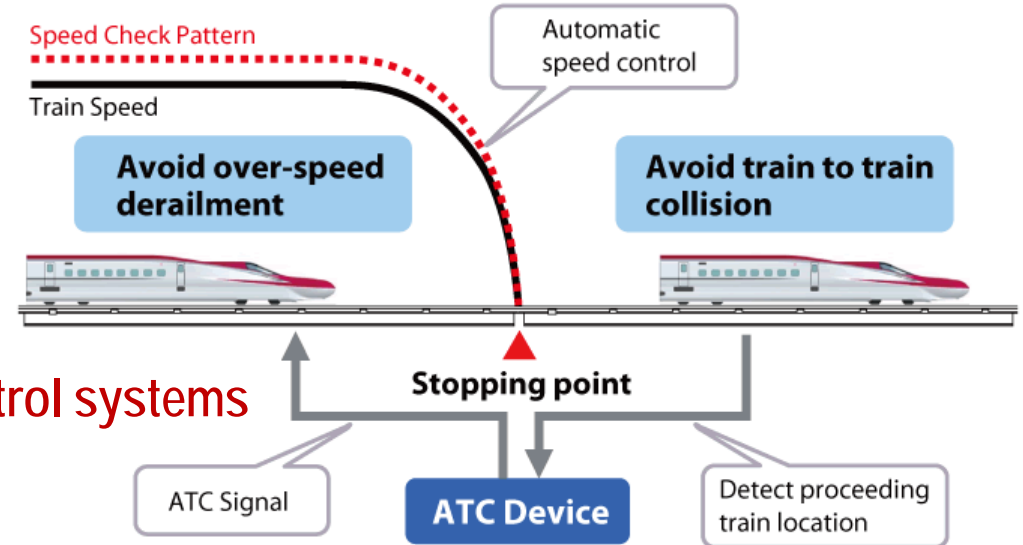 Speed Check Pattern
Train Speed
Automatic
speed control
Avoid over-speed
derailment
Avoid train to train
collision
Stopping point
trol systems
ATC Signal
ATC Device
Detect proceeding
train location